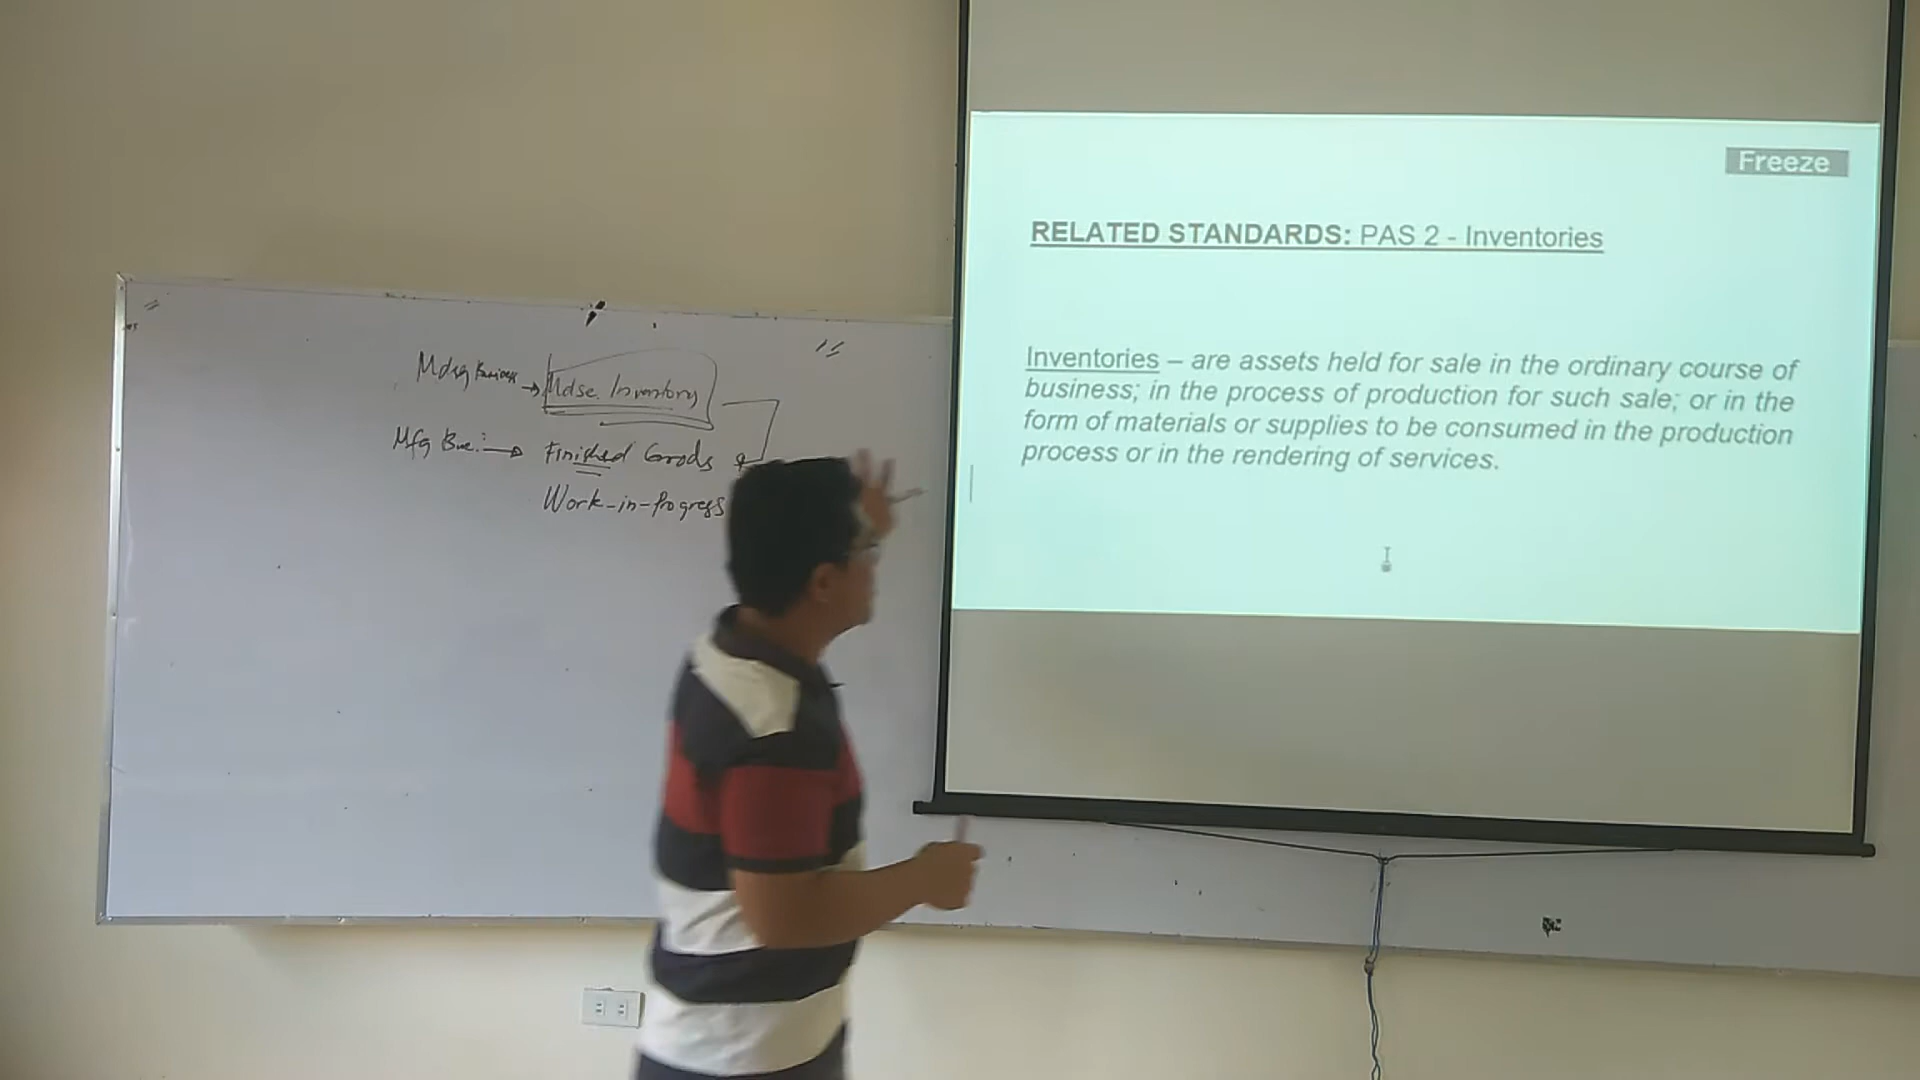 Mdsg Business → Mdse. Inventory
Mfg Bus.: → Finished Goods
Work-in-Progress
Freeze
RELATED STANDARDS: PAS 2 - Inventories
Inventories – are assets held for sale in the ordinary course of
business; in the process of production for such sale; or in the
form of materials or supplies to be consumed in the production
process or in the rendering of services.